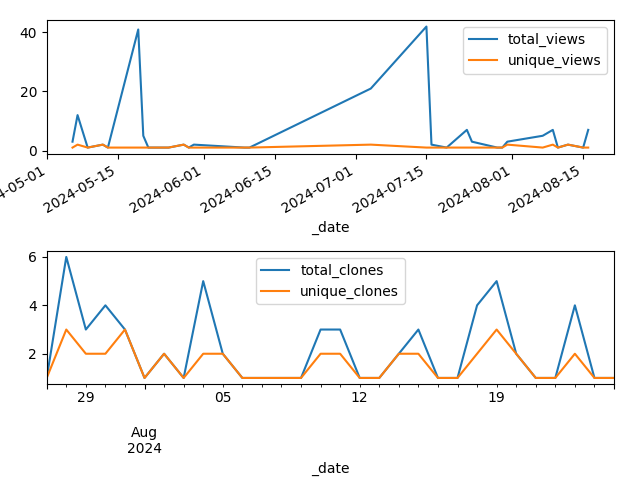 40
20
0
total_views
unique_views
4-05-01
2024-05-15
2024-06-01
2024-06-15
2024-07-01
2024-07-15
2024-08-01
2024-08-15
_date
6
4
2
total_clones
unique_clones
29
05
12
19
Aug
2024
_date